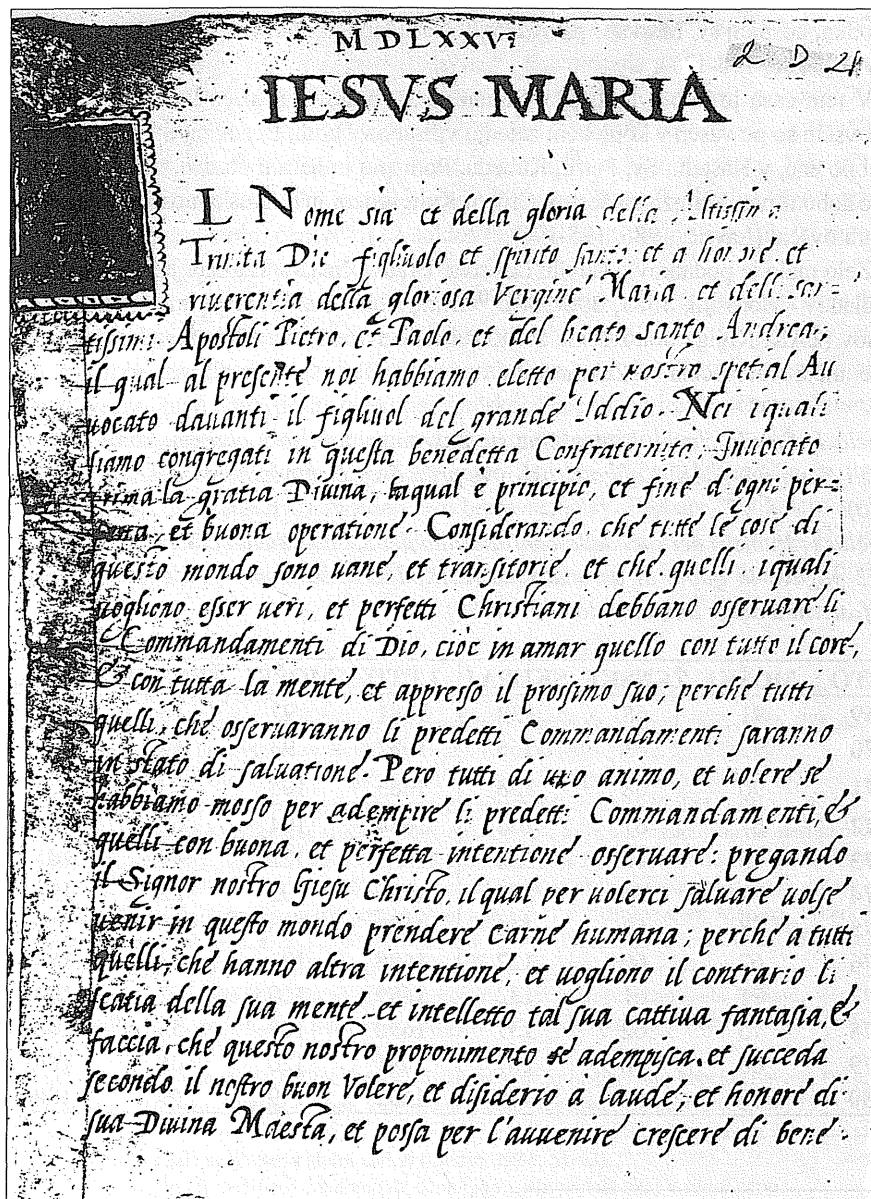 MDLXXVI
2 D 24
IESVS MARIA
L Nome sia et della gloria della Altissima
Trinita Dio figliuolo et spirito santo et a honore et
riuerentia della gloriosa Vergine Maria et delli san-
tissimi Apostoli Pietro, et Paolo, et del beato santo Andrea,
il qual al presente noi habbiamo eletto per nostro spetial Au
uocato dauanti il figliuol del grande Iddio. Nei iquali
siamo congregati in questa benedetta Confraternita, Inuocato
prima la gratia Diuina, laqual è principio, et fine d'ogni per-
fetta, et buona operatione. Considerando, che tutte le cose di
questo mondo sono uane, et transitorie, et che quelli, iquali
uogliono esser ueri, et perfetti Christiani debbano osseruare li
Commandamenti di Dio, cioè in amar quello con tutto il core,
& con tutta la mente, et appresso il prossimo suo; perche tutti
quelli, che osseruaranno li predetti Commandamenti saranno
in stato di saluatione. Pero tutti di uno animo, et uolere se
habbiamo mosso per adempire li predetti Commandamenti, &
quelli con buona, et perfetta intentione osseruare: pregando
il Signor nostro Giesu Christo, il qual per uolerci saluare uolse
uenir in questo mondo prendere carne humana; perche a tutti
quelli, che hanno altra intentione, et uogliono il contrario li
scatia della sua mente, et intelletto tal sua cattiua fantasia, &
faccia, che questo nostro proponimento se adempisca, et succeda
secondo il nostro buon Volere, et disiderio à laude, et honore di
sua Diuina Maesta, et possa per l'auuenire crescere di bene